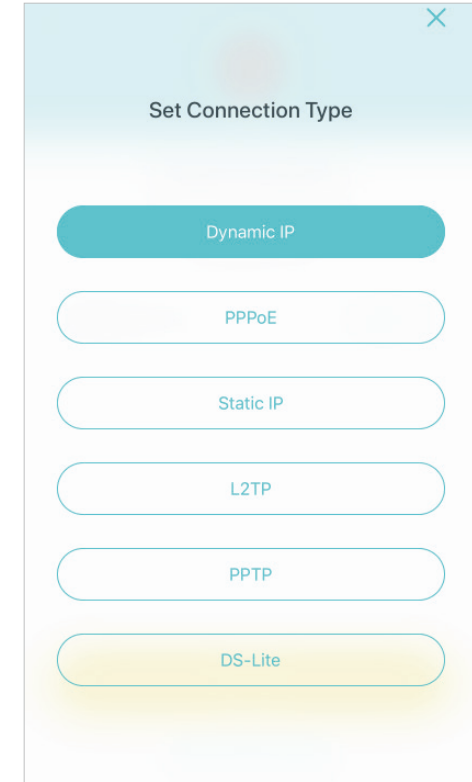 Set Connection Type
Dynamic IP
PPPoE
Static IP
L2TP
PPTP
DS-Lite